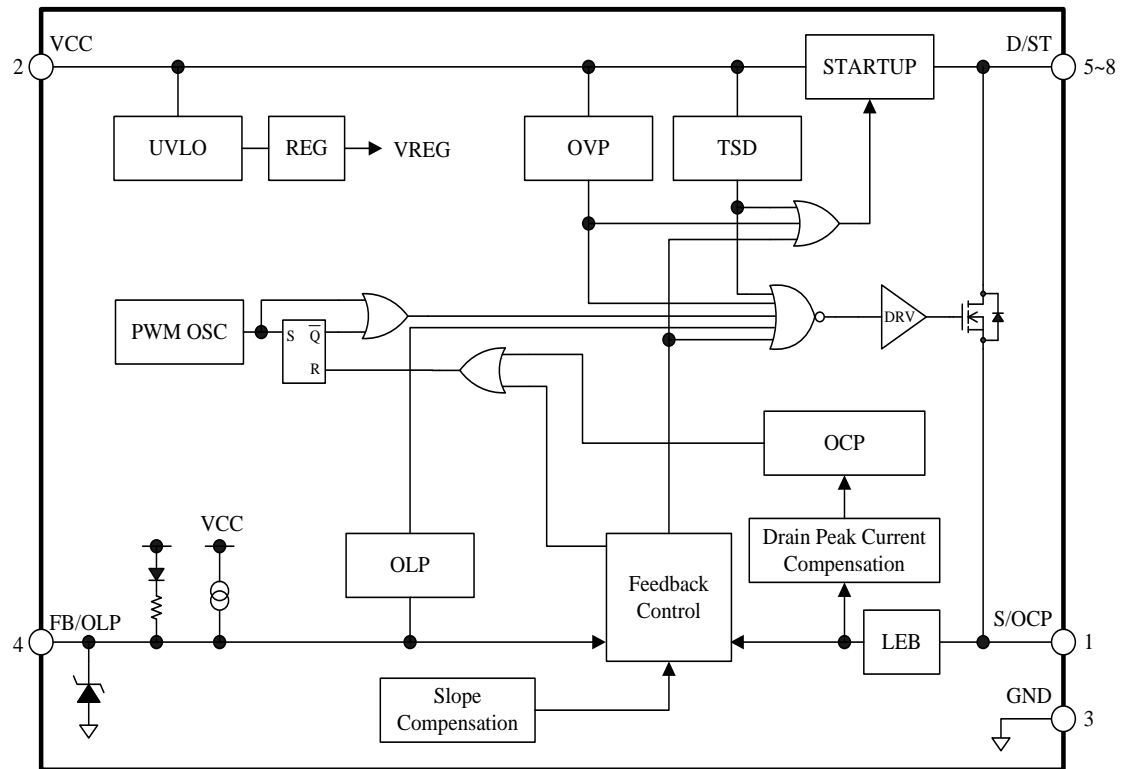 VCC
D/ST
2
5~8
STARTUP
UVLO
REG
VREG
OVP
TSD
PWM OSC
S
Q
R
DRV
OCP
VCC
OLP
Feedback
Control
Drain Peak Current
Compensation
FB/OLP
S/OCP
4
LEB
1
Slope
Compensation
GND
3